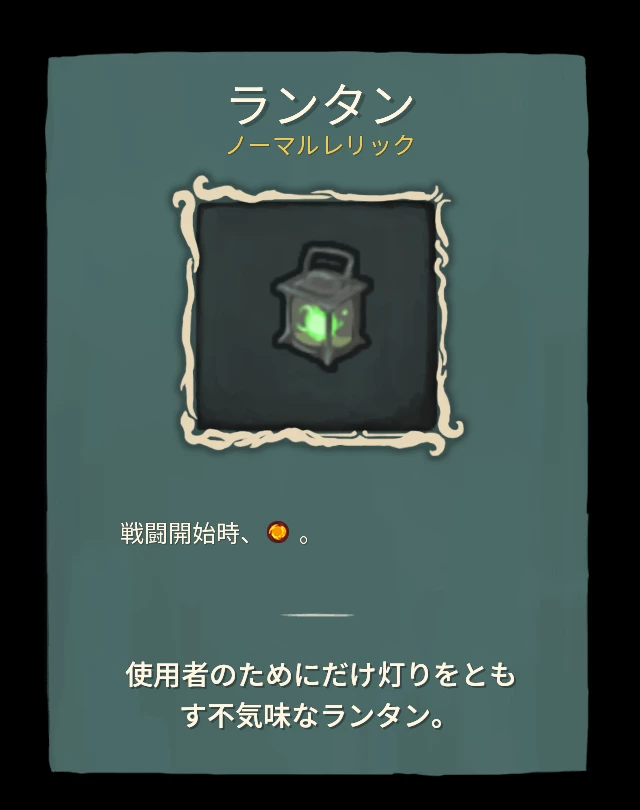 ランタン
ノーマルレリック
戦闘開始時、 。
使用者のためにだけ灯りをとも
す不気味なランタン。